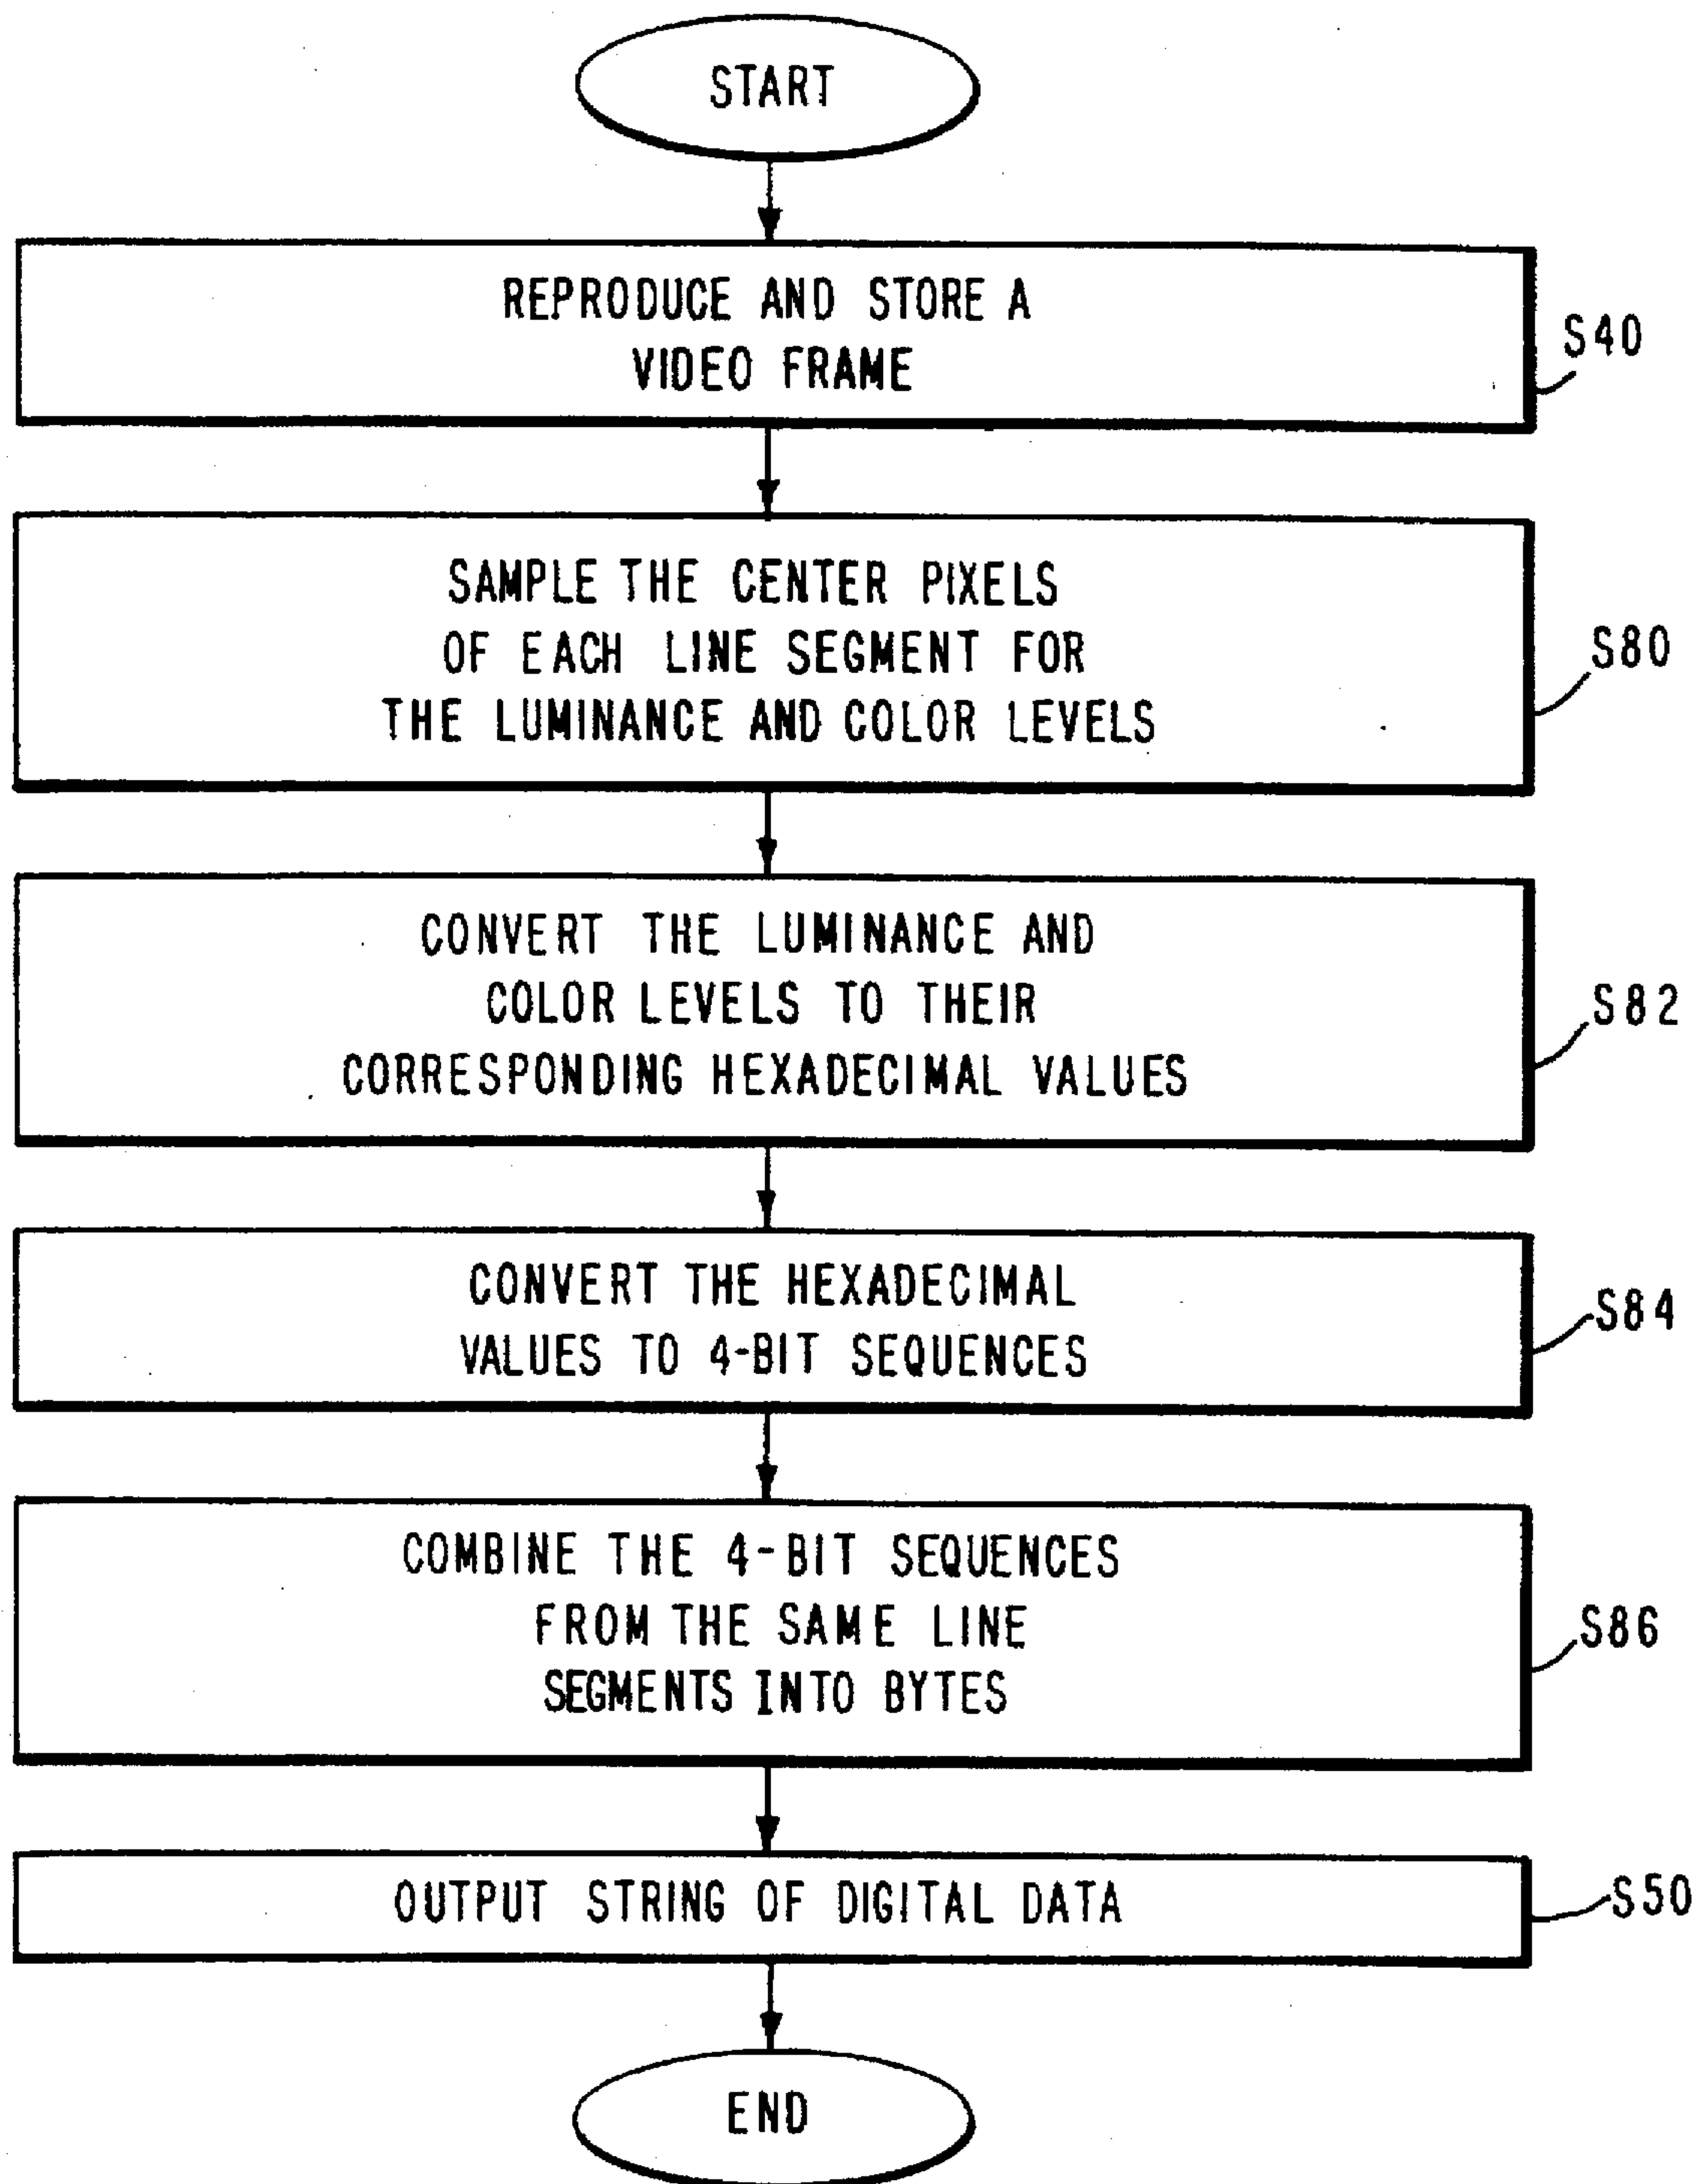 START
REPRODUCE AND STORE A
VIDEO FRAME
S40
SAMPLE THE CENTER PIXELS
OF EACH LINE SEGMENT FOR
THE LUMINANCE AND COLOR LEVELS
S80
CONVERT THE LUMINANCE AND
COLOR LEVELS TO THEIR
CORRESPONDING HEXADECIMAL VALUES
S82
CONVERT THE HEXADECIMAL
VALUES TO 4-BIT SEQUENCES
S84
COMBINE THE 4-BIT SEQUENCES
FROM THE SAME LINE
SEGMENTS INTO BYTES
S86
OUTPUT STRING OF DIGITAL DATA
S50
END